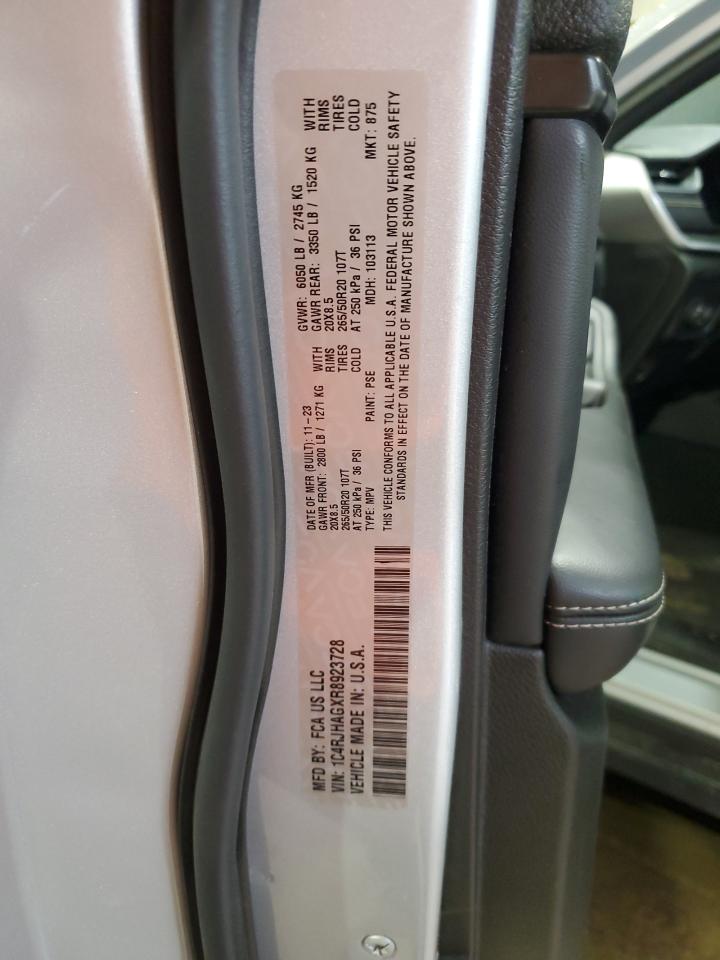 MFD BY: FCA US LLC
VIN: 1C4RJHAGXR8923728
VEHICLE MADE IN: U.S.A.
DATE OF MFR (BUILT): 11-23 GVWR: 6050 LB / 2745 KG
GAWR FRONT: 2800 LB / 1271 KG WITH GAWR REAR: 3350 LB / 1520 KG WITH
20X8.5 RIMS 20X8.5 RIMS
265/50R20 107T TIRES 265/50R20 107T TIRES
AT 250 kPa / 36 PSI COLD AT 250 kPa / 36 PSI COLD
TYPE: MPV PAINT: PSE MDH: 103113 MKT: 875
THIS VEHICLE CONFORMS TO ALL APPLICABLE U.S.A. FEDERAL MOTOR VEHICLE SAFETY
STANDARDS IN EFFECT ON THE DATE OF MANUFACTURE SHOWN ABOVE.